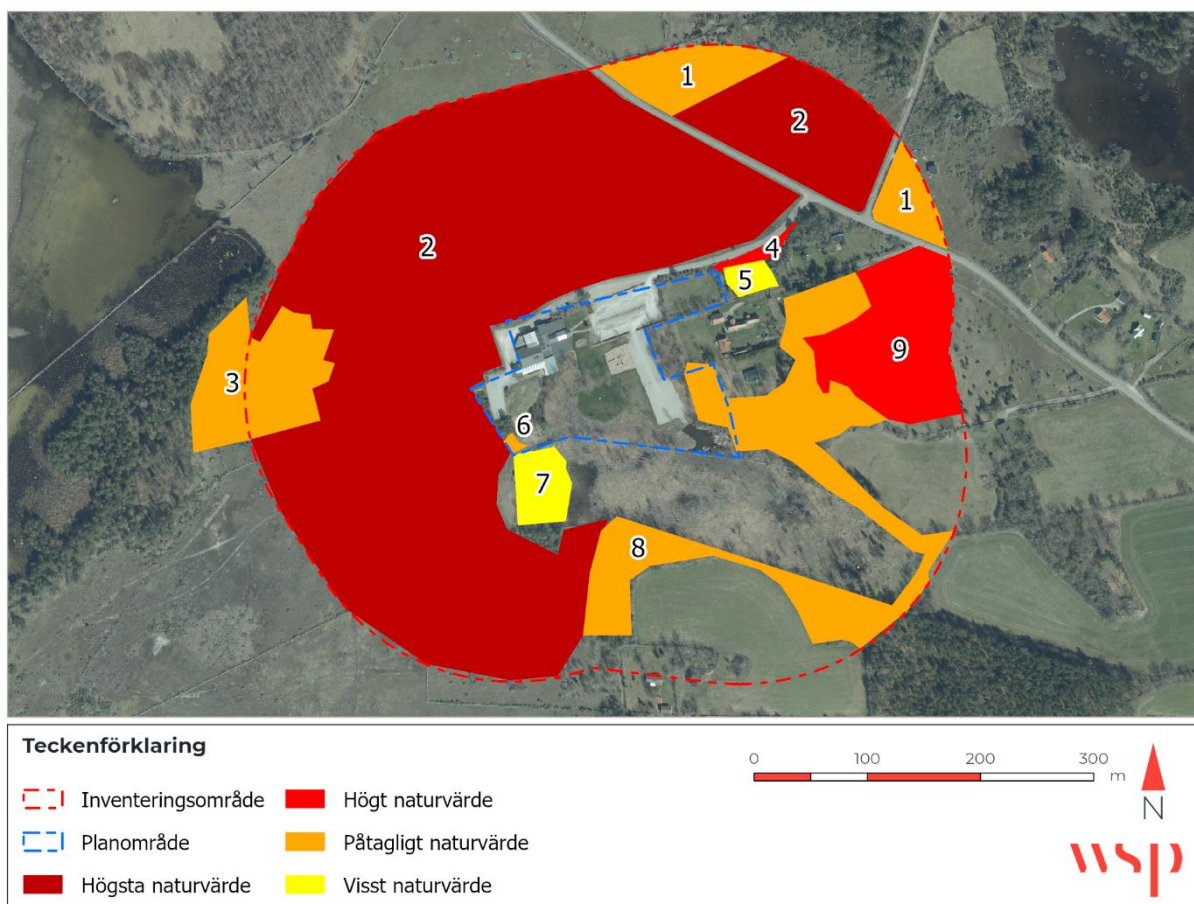 1
2
1
2
4
5
9
3
6
7
8
Teckenförklaring
Inventeringsområde
Högt naturvärde
Planområde
Påtagligt naturvärde
Högsta naturvärde
Visst naturvärde
0 100 200 300
m
N
wsp